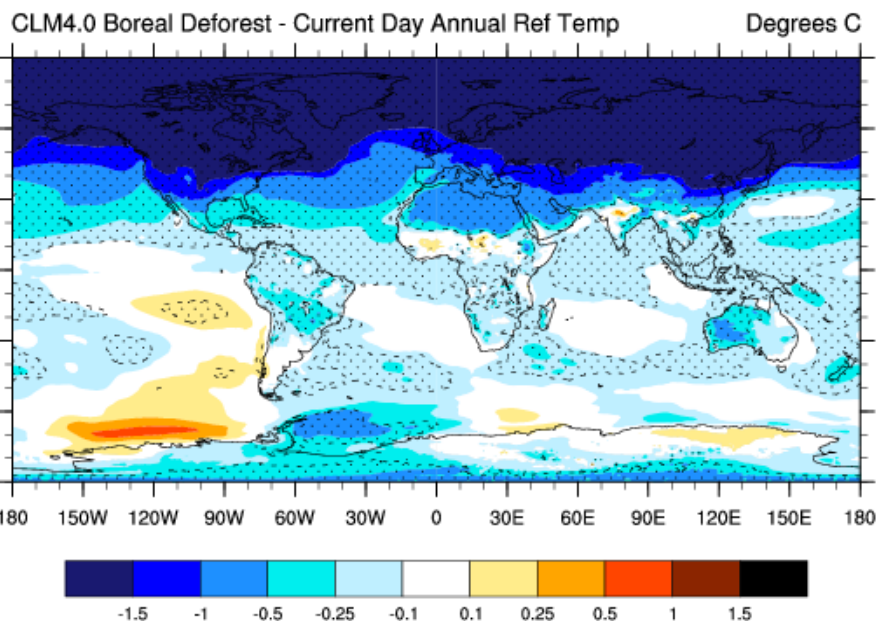 CLM4.0 Boreal Deforest - Current Day Annual Ref Temp Degrees C
180 150W 120W 90W 60W 30W 0 30E 60E 90E 120E 150E 180
-1.5 -1 -0.5 -0.25 -0.1 0.1 0.25 0.5 1 1.5